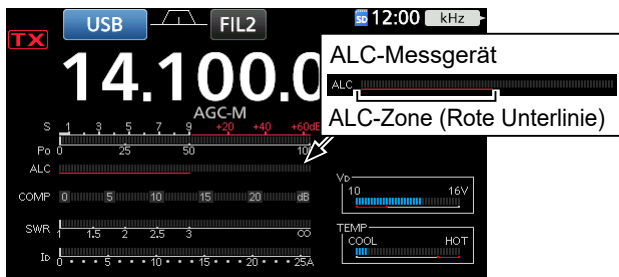 USB FIL2 SD 12:00 kHz
TX
14.100.0
AGC-M
ALC-Messgerät
ALC
ALC-Zone (Rote Unterlinie)
S 1 3 5 7 9 +20 +40 +60dB
Po 0 25 50 100
ALC
COMP 0 5 10 15 20 dB
SWR 1 1.5 2 2.5 3 ∞
ID 0 5 10 15 20 25A
VD
10 16V
TEMP
COOL HOT